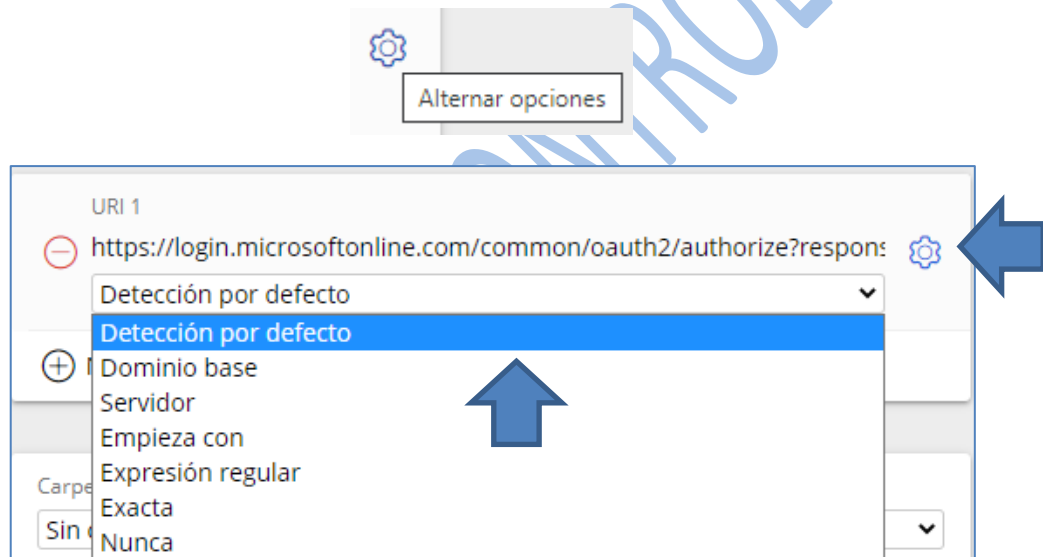 Alternar opciones
URI 1
https://login.microsoftonline.com/common/oauth2/authorize?respons
Detección por defecto
Detección por defecto
Dominio base
Servidor
Empieza con
Expresión regular
Exacta
Nunca